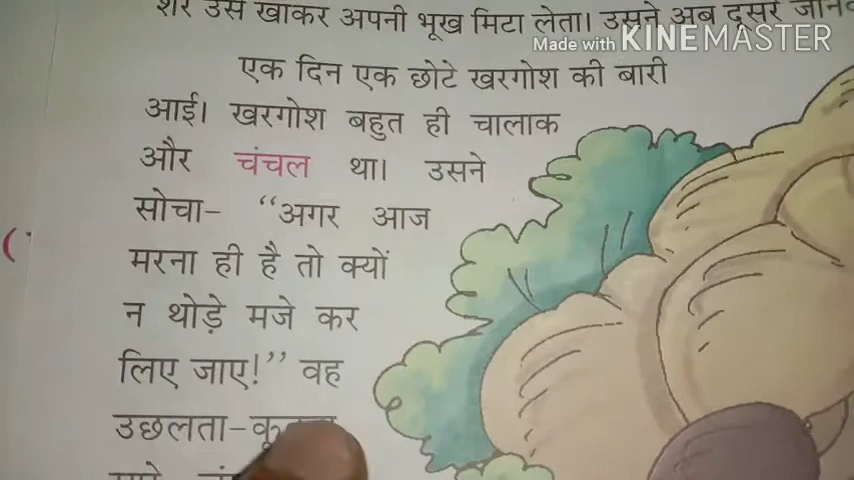 शेर उसे खाकर अपनी भूख मिटा लेता। उसने अब दूसरे
Made with KINEMASTER
एक दिन एक छोटे खरगोश की बारी
आई। खरगोश बहुत ही चालाक
और चंचल था। उसने
सोचा- “अगर आज
मरना ही है तो क्यों
न थोड़े मजे कर
लिए जाए!” वह
उछलता-